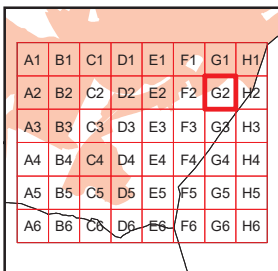 A1 B1 C1 D1 E1 F1 G1 H1
A2 B2 C2 D2 E2 F2 G2 H2
A3 B3 C3 D3 E3 F3 G3 H3
A4 B4 C4 D4 E4 F4 G4 H4
A5 B5 C5 D5 E5 F5 G5 H5
A6 B6 C6 D6 E6 F6 G6 H6